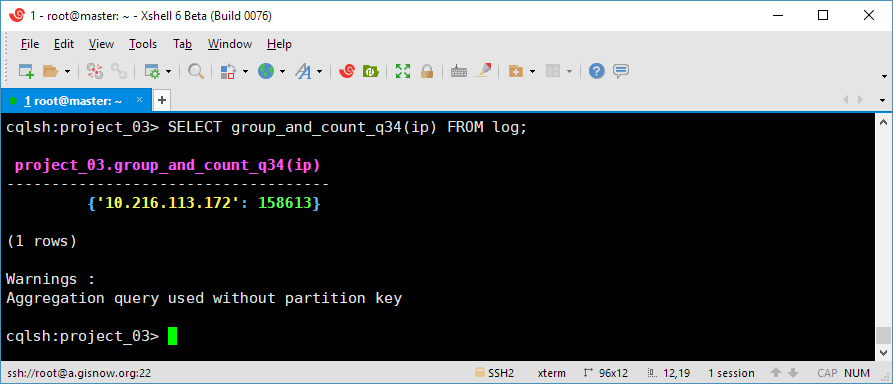 1 - root@master: ~ - Xshell 6 Beta (Build 0076)
File Edit View Tools Tab Window Help
1 root@master: ~ × +
cqlsh:project_03> SELECT group_and_count_q34(ip) FROM log;
project_03.group_and_count_q34(ip)
------------------------------------
{'10.216.113.172': 158613}
(1 rows)
Warnings :
Aggregation query used without partition key
cqlsh:project_03>
ssh://root@a.gisnow.org:22 SSH2 xterm 96x12 12,19 1 session CAP NUM